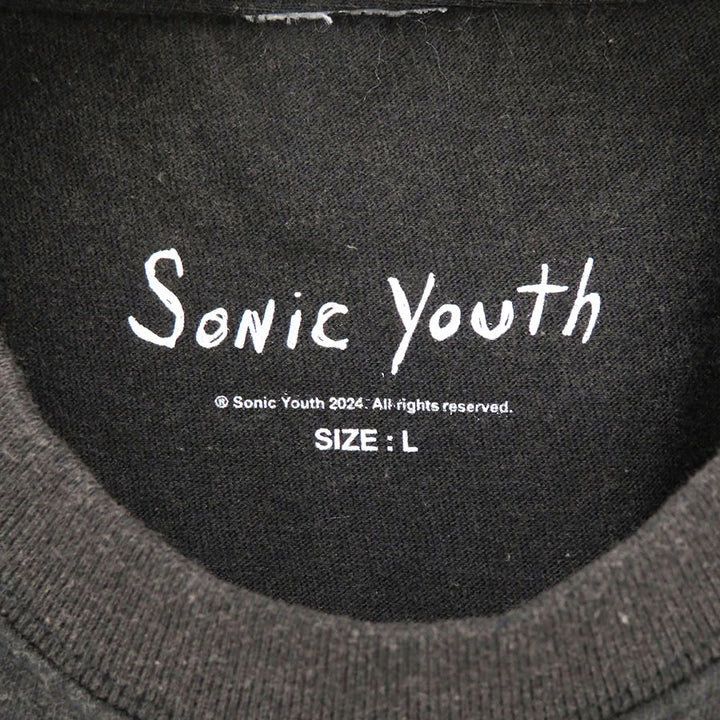 Sonic Youth
® Sonic Youth 2024. All rights reserved.
SIZE : L